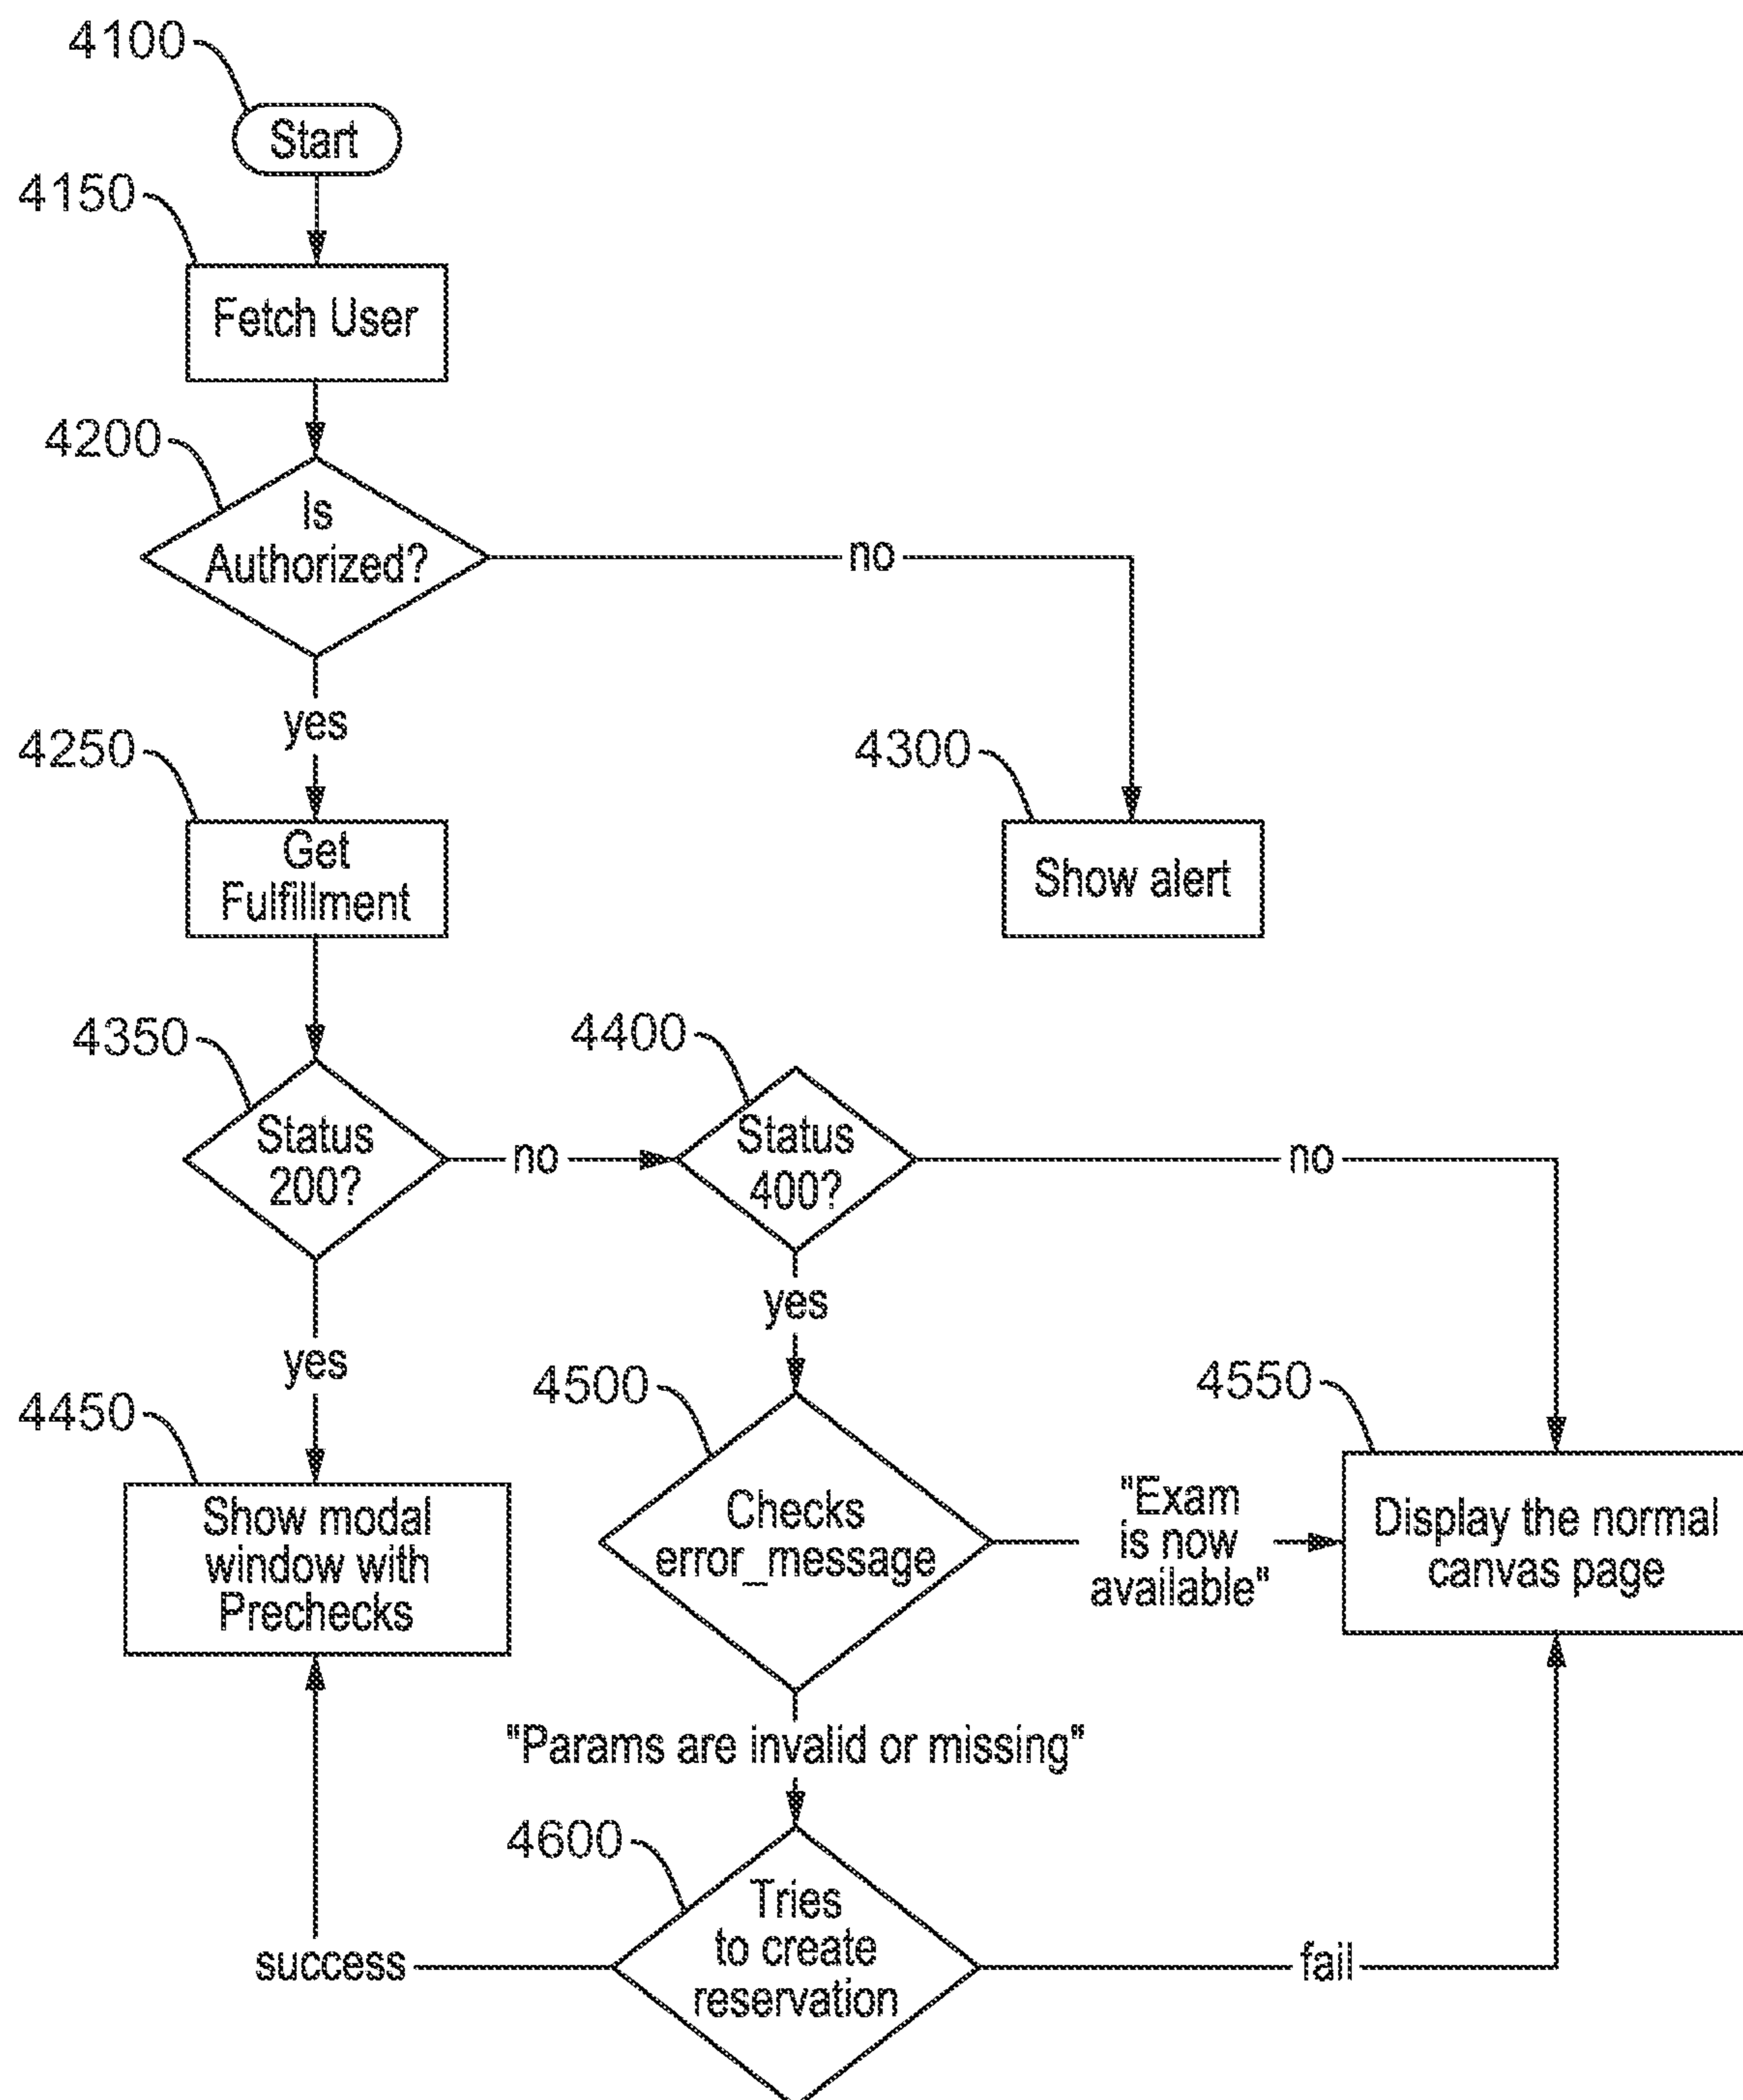 4100
Start
4150
Fetch User
4200
Is
Authorized?
no
yes
4250
4300
Get
Fulfillment
Show alert
4350
4400
Status
200?
no
Status
400?
no
yes
yes
4450
4500
4550
Show modal
window with
Prechecks
Checks
error_message
"Exam
is now
available"
Display the normal
canvas page
"Params are invalid or missing"
4600
Tries
to create
reservation
success
fail